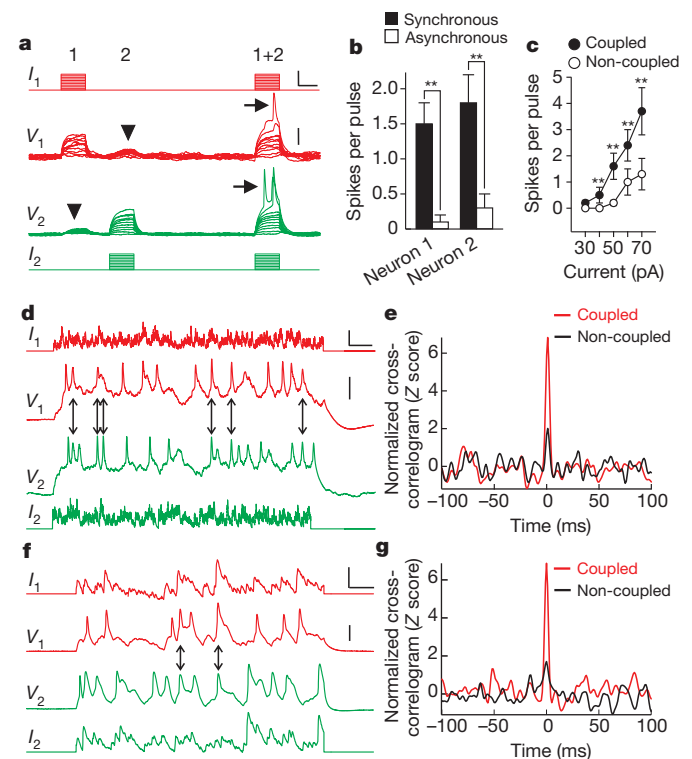 a
1 2 1+2
I1
V1
V2
I2
b
Synchronous
Asynchronous
**
**
Spikes per pulse
2.0
1.5
1.0
0.5
0
Neuron 1
Neuron 2
c
Coupled
Non-coupled
Spikes per pulse
5
4
3
2
1
0
**
**
**
**
30 50 70
Current (pA)
d
I1
V1
V2
I2
e
Coupled
Non-coupled
Normalized cross-
correlogram (Z score)
6
4
2
0
−100 −50 0 50 100
Time (ms)
f
I1
V1
V2
I2
g
Coupled
Non-coupled
Normalized cross-
correlogram (Z score)
6
4
2
0
−100 −50 0 50 100
Time (ms)